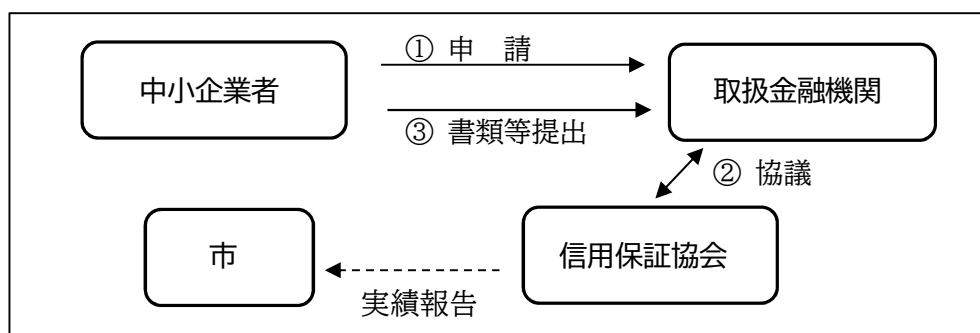 ① 申　請
中小企業者
取扱金融機関
③ 書類等提出
② 協議
市
信用保証協会
実績報告